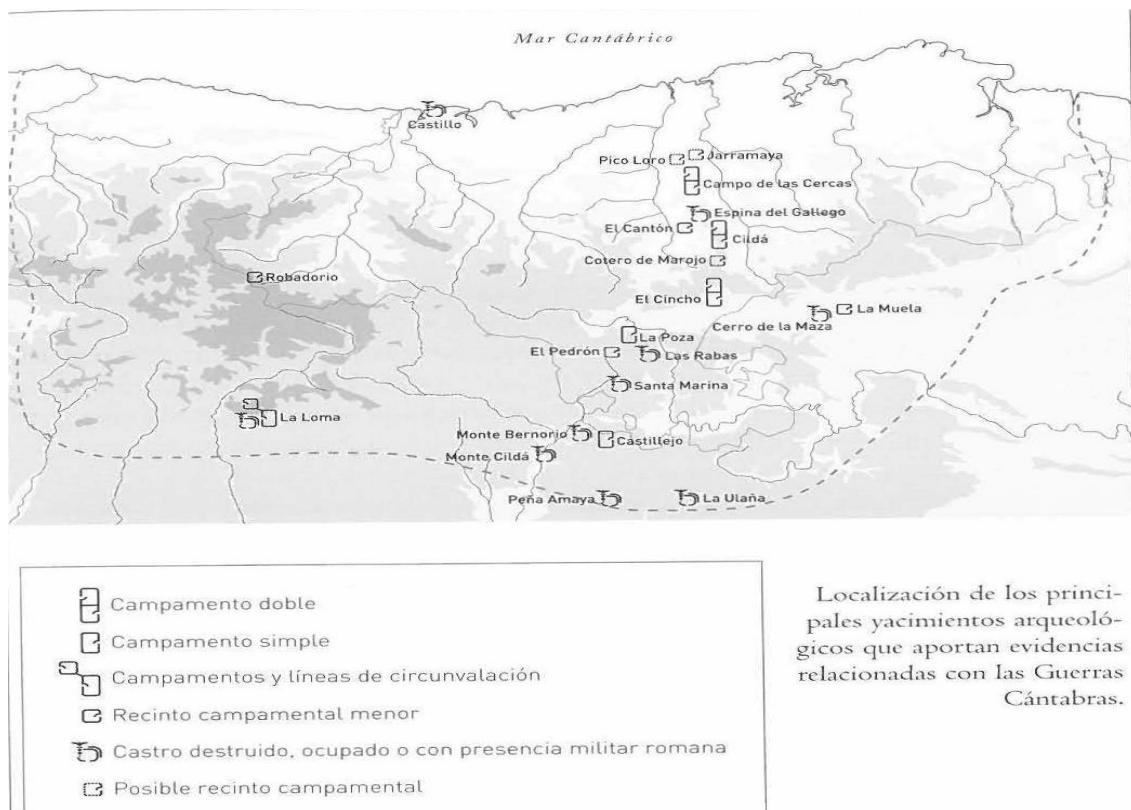 Mar Cantábrico
Castillo
Pico Loro
Jarramaya
Campo de las Cercas
Espina del Gallego
El Cantón
Cildá
Cotero de Marojo
Robadorio
El Cincho
La Muela
Cerro de la Maza
La Poza
El Pedrón
Las Rabas
Santa Marina
La Loma
Monte Bernorio
Castillejo
Monte Cildá
Peña Amaya
La Ulaña
Campamento doble
Campamento simple
Campamentos y líneas de circunvalación
Recinto campamental menor
Castro destruido, ocupado o con presencia militar romana
Posible recinto campamental
Localización de los princi-
pales yacimientos arqueoló-
gicos que aportan evidencias
relacionadas con las Guerras
Cántabras.